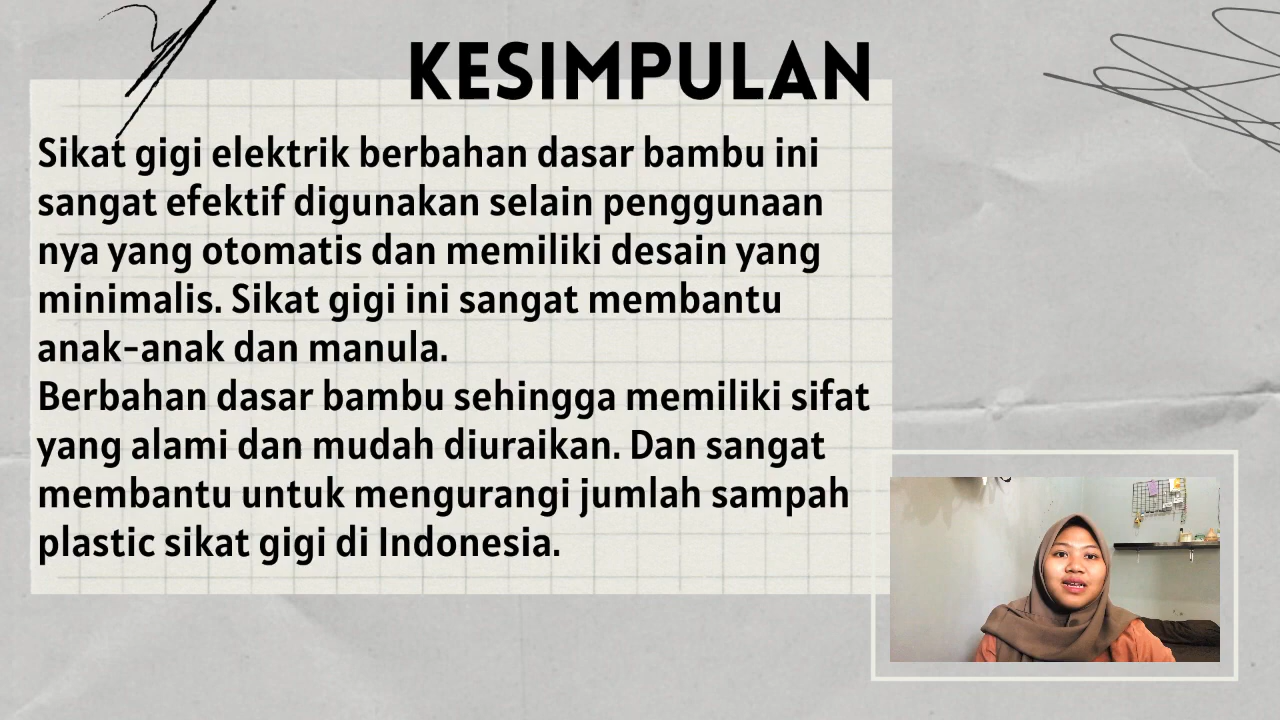 KESIMPULAN
Sikat gigi elektrik berbahan dasar bambu ini
sangat efektif digunakan selain penggunaan
nya yang otomatis dan memiliki desain yang
minimalis. Sikat gigi ini sangat membantu
anak-anak dan manula.
Berbahan dasar bambu sehingga memiliki sifat
yang alami dan mudah diuraikan. Dan sangat
membantu untuk mengurangi jumlah sampah
plastic sikat gigi di Indonesia.